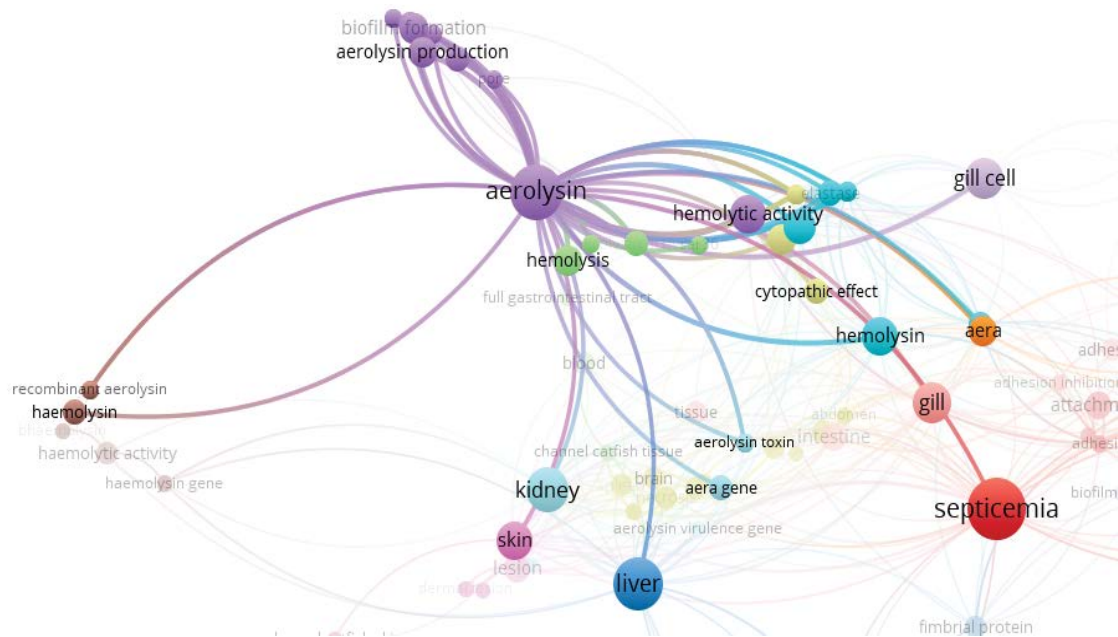 biofilm formation
aerolysin production
pore
aerolysin
gill cell
elastase
hemolytic activity
hemolysis
full gastrointestinal tract
cytopathic effect
hemolysin
aera
blood
recombinant aerolysin
haemolysin
haemolytic activity
haemolysin gene
tissue
abdomen
aerolysin toxin
intestine
channel catfish tissue
gill
adhes
adhesion inhibition
attachm
adhesi
biofilm
brain
kidney
aera gene
septicemia
aerolysin virulence gene
skin
lesion
liver
fimbrial protein